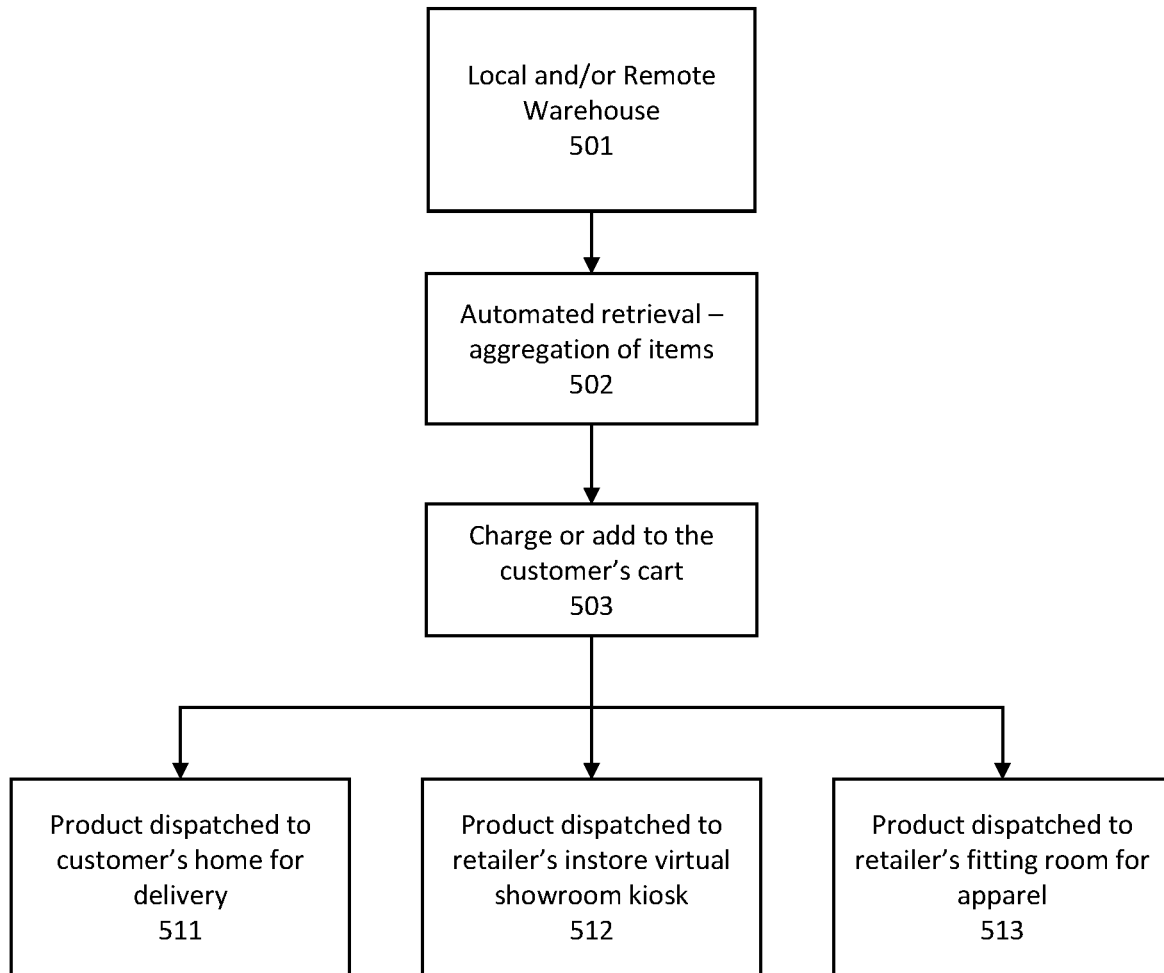 Local and/or Remote
Warehouse
501
Automated retrieval –
aggregation of items
502
Charge or add to the
customer’s cart
503
Product dispatched to
customer’s home for
delivery
511
Product dispatched to
retailer’s instore virtual
showroom kiosk
512
Product dispatched to
retailer’s fitting room for
apparel
513